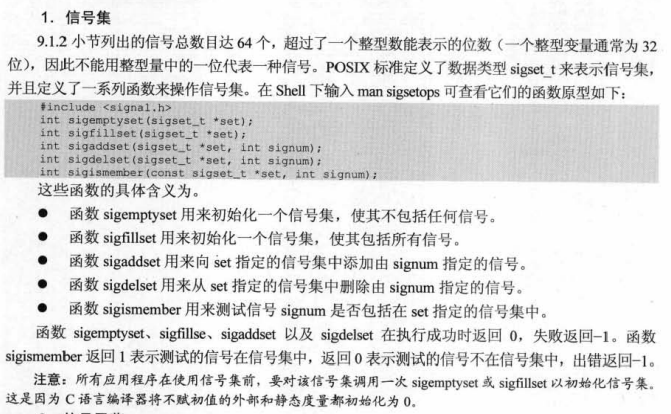 1. 信号集
9.1.2 小节列出的信号总数目达 64 个，超过了一个整型数能表示的位数（一个整型变量通常为 32
位），因此不能用整型量中的一位代表一种信号。POSIX 标准定义了数据类型 sigset_t 来表示信号集，
并且定义了一系列函数来操作信号集。在 Shell 下输入 man sigsetops 可查看它们的函数原型如下：
#include <signal.h>
int sigemptyset(sigset_t *set);
int sigfillset(sigset_t *set);
int sigaddset(sigset_t *set, int signum);
int sigdelset(sigset_t *set, int signum);
int sigismember(const sigset_t *set, int signum);
这些函数的具体含义为。
● 函数 sigemptyset 用来初始化一个信号集，使其不包括任何信号。
● 函数 sigfillset 用来初始化一个信号集，使其包括所有信号。
● 函数 sigaddset 用来向 set 指定的信号集中添加由 signum 指定的信号。
● 函数 sigdelset 用来从 set 指定的信号集中删除由 signum 指定的信号。
● 函数 sigismember 用来测试信号 signum 是否包括在 set 指定的信号集中。
函数 sigemptyset、sigfillse、sigaddset 以及 sigdelset 在执行成功时返回 0，失败返回–1。函数
sigismember 返回 1 表示测试的信号在信号集中，返回 0 表示测试的信号不在信号集中，出错返回–1。
注意：所有应用程序在使用信号集前，要对该信号集调用一次 sigemptyset 或 sigfillset 以初始化信号集。
这是因为 C 语言编译器将不赋初值的外部和静态度量都初始化为 0。